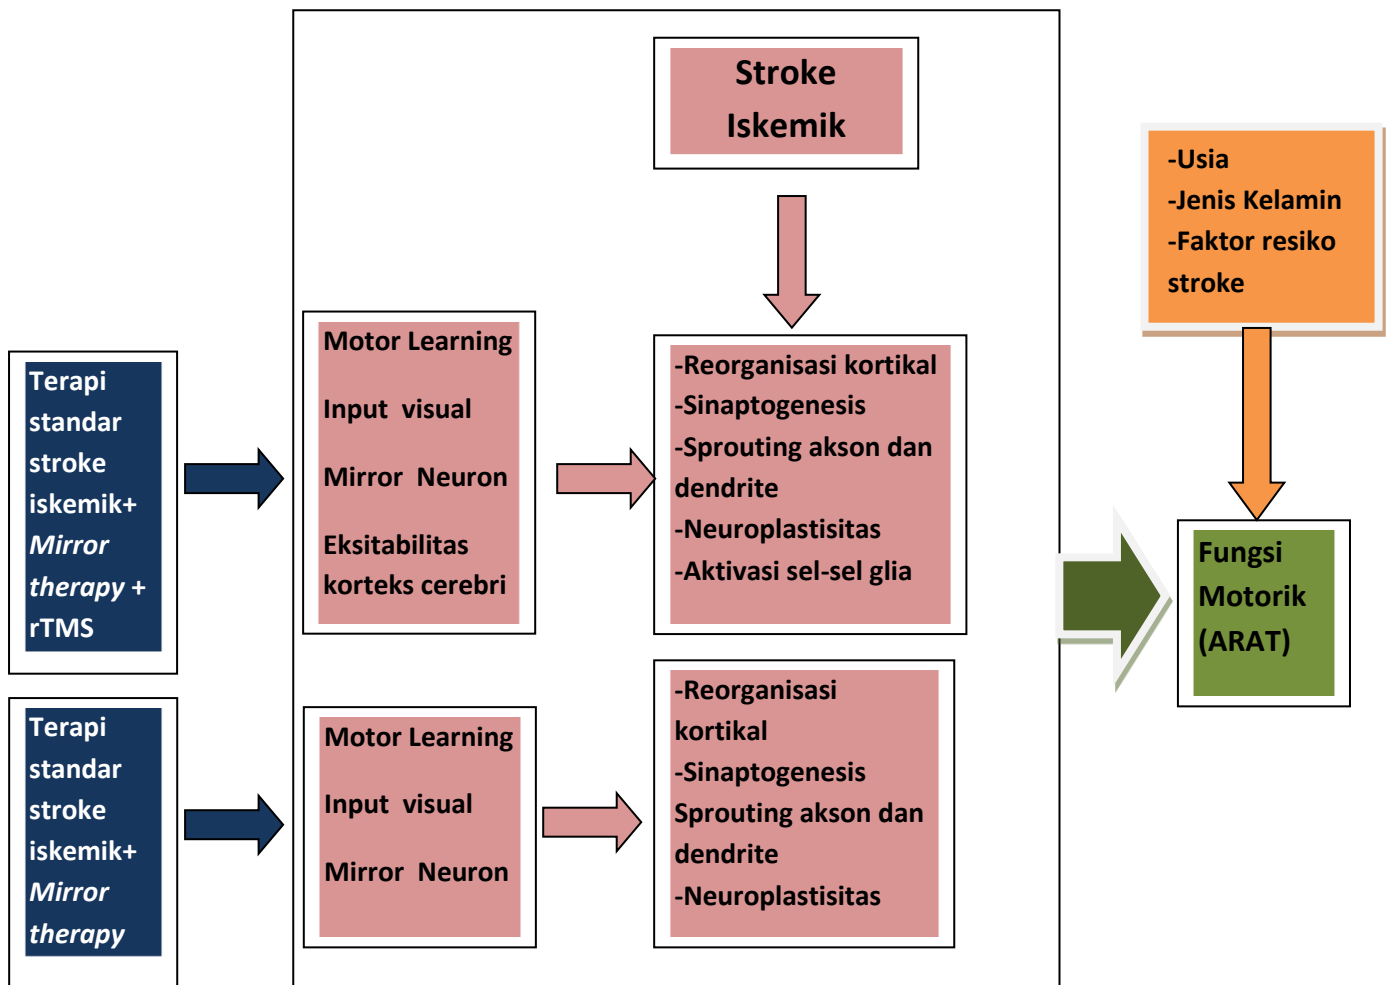 Stroke
Iskemik
-Usia
-Jenis Kelamin
-Faktor resiko
stroke
Terapi
standar
stroke
iskemik+
Mirror
therapy +
rTMS
Motor Learning
Input visual
Mirror Neuron
Eksitabilitas
korteks cerebri
-Reorganisasi kortikal
-Sinaptogenesis
-Sprouting akson dan
dendrite
-Neuroplastisitas
-Aktivasi sel-sel glia
Fungsi
Motorik
(ARAT)
Terapi
standar
stroke
iskemik+
Mirror
therapy
Motor Learning
Input visual
Mirror Neuron
-Reorganisasi
kortikal
-Sinaptogenesis
Sprouting akson dan
dendrite
-Neuroplastisitas